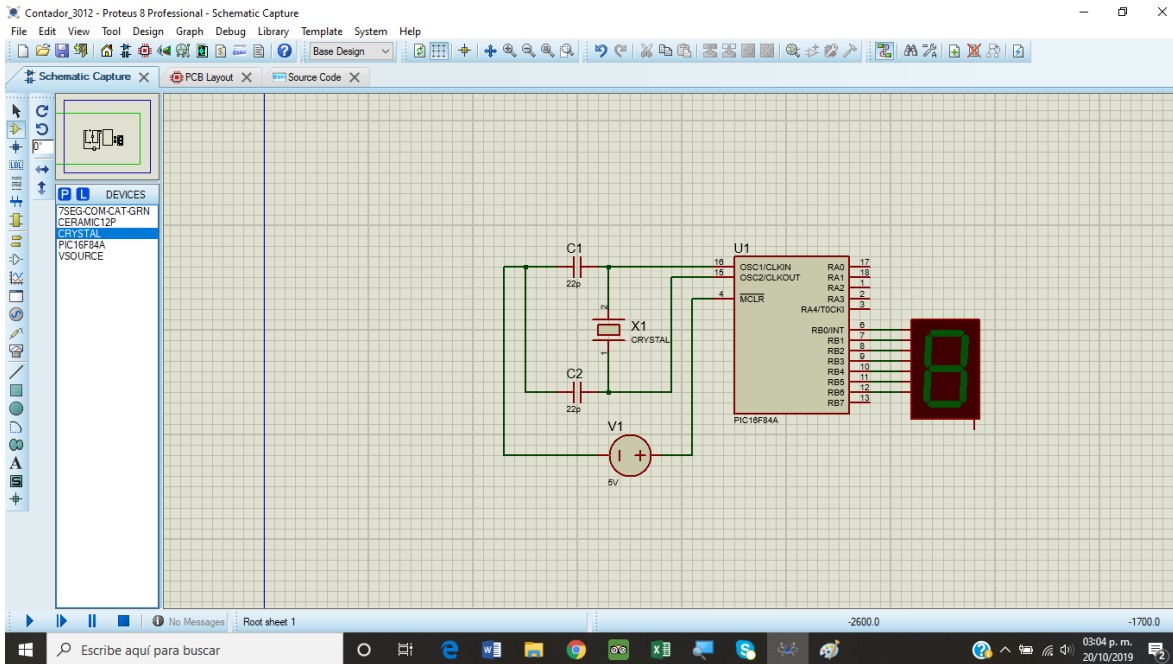 Contador_3012 - Proteus 8 Professional - Schematic Capture
File Edit View Tool Design Graph Debug Library Template System Help
Base Design
Schematic Capture
PCB Layout
Source Code
0°
LBL
P L DEVICES
7SEG-COM-CAT-GRN
CERAMIC12P
CRYSTAL
PIC16F84A
VSOURCE
A
S
C1
22p
X1
CRYSTAL
2
1
C2
22p
V1
5V
U1
16 OSC1/CLKIN
15 OSC2/CLKOUT
4 MCLR
RA0 17
RA1 18
RA2 1
RA3 2
RA4/T0CKI 3
RB0/INT 6
RB1 7
RB2 8
RB3 9
RB4 10
RB5 11
RB6 12
RB7 13
PIC16F84A
No Messages Root sheet 1 -2600.0 -1700.0
Escribe aquí para buscar
03:04 p. m.
20/10/2019